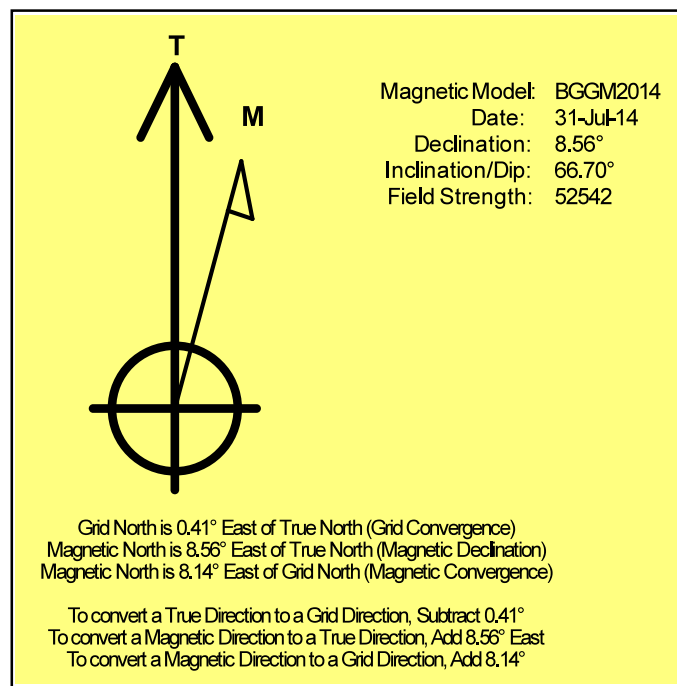 T
M
Magnetic Model: BGGM2014
Date: 31-Jul-14
Declination: 8.56°
Inclination/Dip: 66.70°
Field Strength: 52542
Grid North is 0.41° East of True North (Grid Convergence)
Magnetic North is 8.56° East of True North (Magnetic Declination)
Magnetic North is 8.14° East of Grid North (Magnetic Convergence)
To convert a True Direction to a Grid Direction, Subtract 0.41°
To convert a Magnetic Direction to a True Direction, Add 8.56° East
To convert a Magnetic Direction to a Grid Direction, Add 8.14°